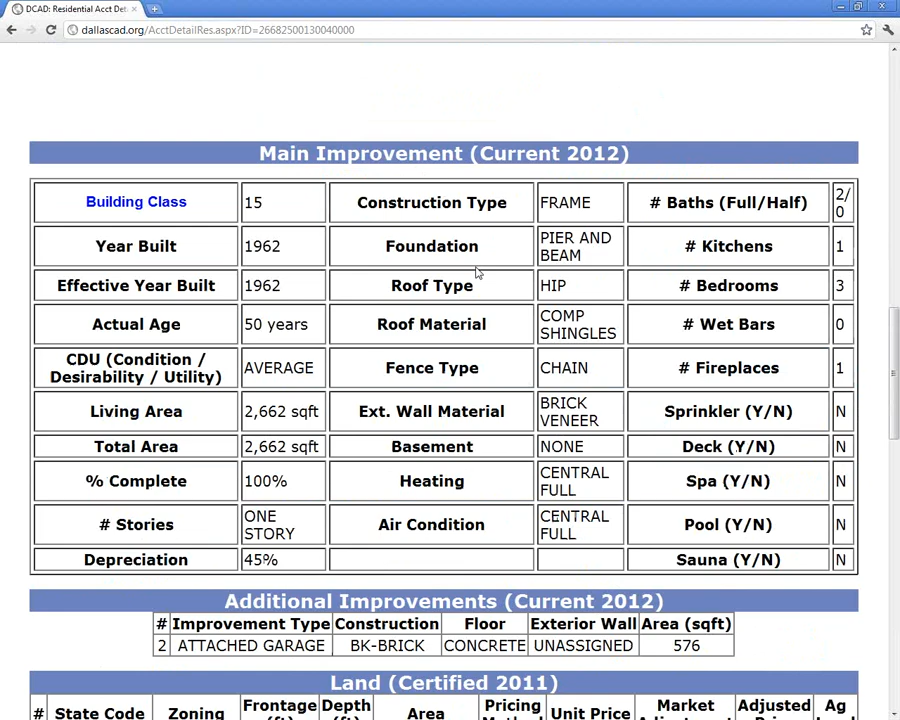 DCAD: Residential Acct Det
dallascad.org/AcctDetailRes.aspx?ID=26682500130040000
Main Improvement (Current 2012)
Building Class 15 Construction Type FRAME # Baths (Full/Half) 2/
0
Year Built 1962 Foundation PIER AND
BEAM # Kitchens 1
Effective Year Built 1962 Roof Type HIP # Bedrooms 3
Actual Age 50 years Roof Material COMP
SHINGLES # Wet Bars 0
CDU (Condition /
Desirability / Utility) AVERAGE Fence Type CHAIN # Fireplaces 1
Living Area 2,662 sqft Ext. Wall Material BRICK
VENEER Sprinkler (Y/N) N
Total Area 2,662 sqft Basement NONE Deck (Y/N) N
% Complete 100% Heating CENTRAL
FULL Spa (Y/N) N
# Stories ONE
STORY Air Condition CENTRAL
FULL Pool (Y/N) N
Depreciation 45% Sauna (Y/N) N
Additional Improvements (Current 2012)
# Improvement Type Construction Floor Exterior Wall Area (sqft)
2 ATTACHED GARAGE BK-BRICK CONCRETE UNASSIGNED 576
Land (Certified 2011)
# State Code Zoning Frontage Depth Area Pricing Unit Price Market Adjusted Ag